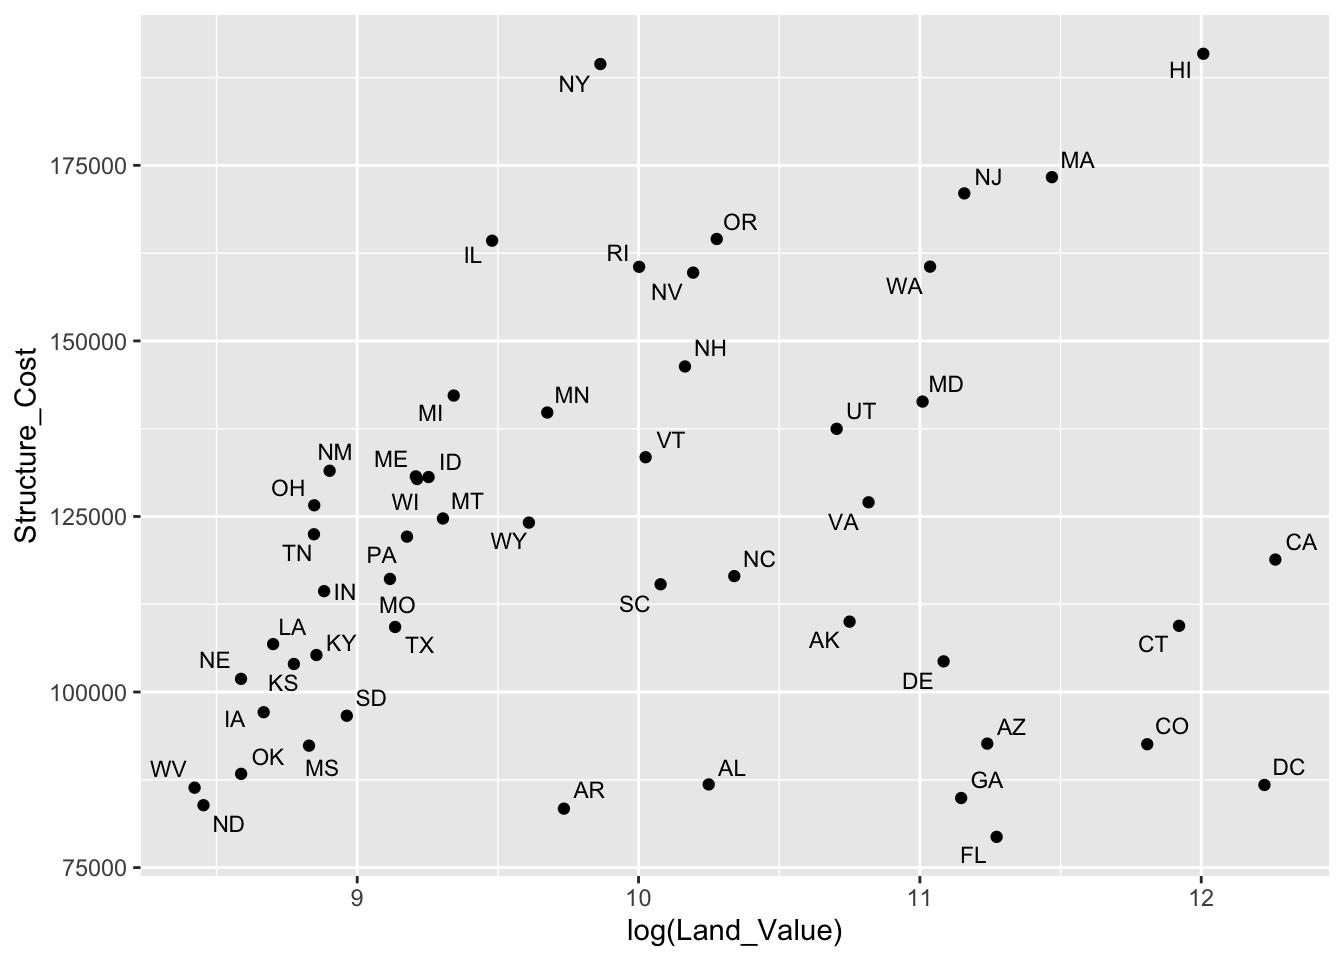 HI
NY
175000
MA
NJ
OR
RI
IL
NV
WA
150000
NH
MD
MN
UT
MI
VT
NM
ME
ID
OH
WI
MT
125000
VA
WY
CA
TN
PA
NC
IN
MO
SC
LA
KY
TX
AK
CT
NE
KS
DE
100000
SD
IA
AZ
CO
OK
MS
WV
AL
DC
AR
GA
ND
FL
75000
Structure_Cost
9
10
11
12
log(Land_Value)